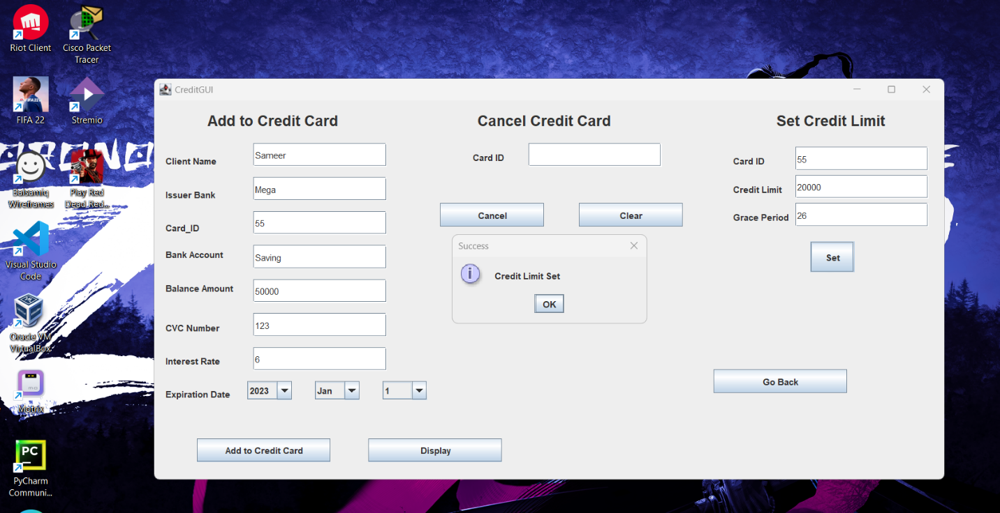 Riot Client
Cisco Packet
Tracer
FIFA 22
Stremio
Balsamiq
Wireframes
Play Red
Dead Red...
Visual Studio
Code
Oracle VM
VirtualBox
Motrix
PC
PyCharm
Communi...
CreditGUI
Add to Credit Card
Client Name
Sameer
Issuer Bank
Mega
Card_ID
55
Bank Account
Saving
Balance Amount
50000
CVC Number
123
Interest Rate
6
Expiration Date
2023
Jan
1
Add to Credit Card
Display
Cancel Credit Card
Card ID
Cancel
Clear
Success
Credit Limit Set
OK
Set Credit Limit
Card ID
55
Credit Limit
20000
Grace Period
26
Set
Go Back